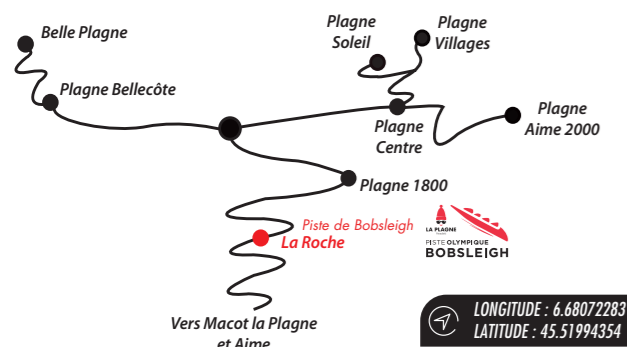 Belle Plagne
Plagne
Soleil
Plagne
Villages
Plagne Bellecôte
Plagne
Centre
Plagne
Aime 2000
Plagne 1800
Piste de Bobsleigh
La Roche
LA PLAGNE
PISTE OLYMPIQUE
BOBSLEIGH
Vers Macot la Plagne
et Aime
LONGITUDE : 6.68072283
LATITUDE : 45.51994354